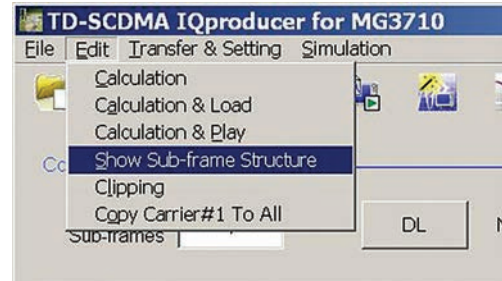 TD-SCDMA IQproducer for MG3710
File Edit Transfer & Setting Simulation
Calculation
Calculation & Load
Calculation & Play
Show Sub-frame Structure
Clipping
Copy Carrier#1 To All
Sub-frames
DL